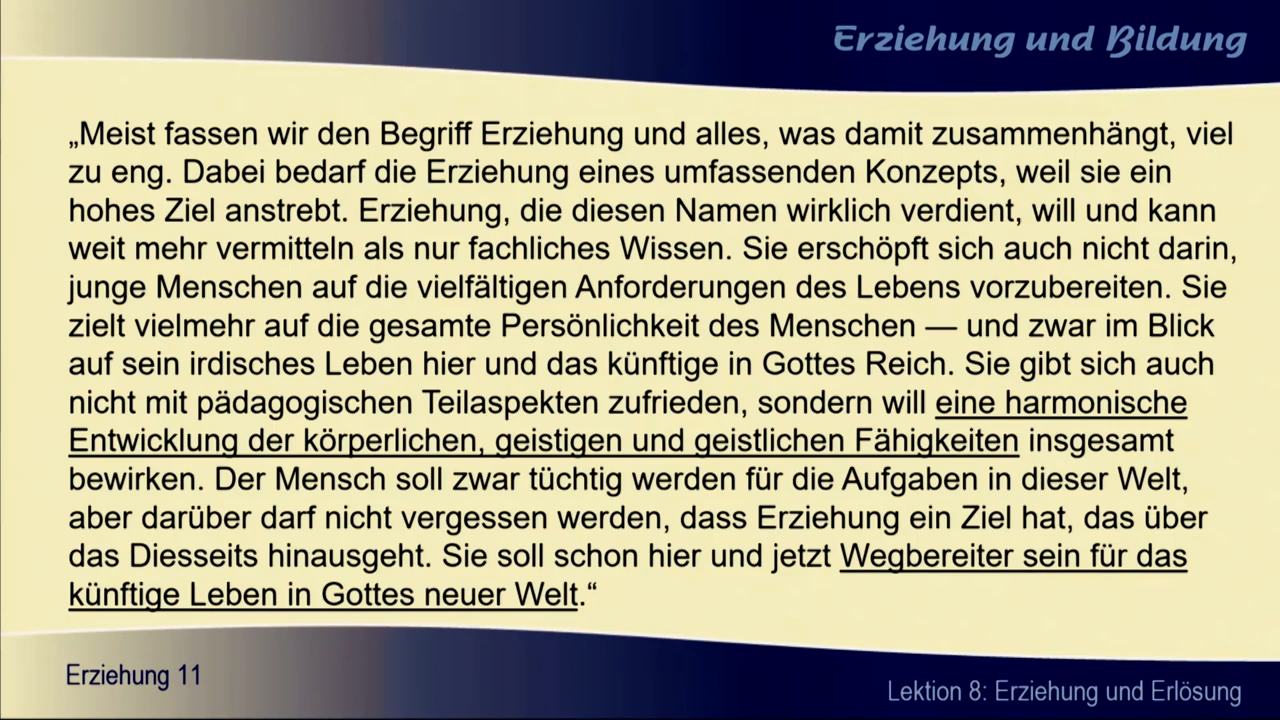 Erziehung und Bildung
„Meist fassen wir den Begriff Erziehung und alles, was damit zusammenhängt, viel
zu eng. Dabei bedarf die Erziehung eines umfassenden Konzepts, weil sie ein
hohes Ziel anstrebt. Erziehung, die diesen Namen wirklich verdient, will und kann
weit mehr vermitteln als nur fachliches Wissen. Sie erschöpft sich auch nicht darin,
junge Menschen auf die vielfältigen Anforderungen des Lebens vorzubereiten. Sie
zielt vielmehr auf die gesamte Persönlichkeit des Menschen — und zwar im Blick
auf sein irdisches Leben hier und das künftige in Gottes Reich. Sie gibt sich auch
nicht mit pädagogischen Teilaspekten zufrieden, sondern will eine harmonische
Entwicklung der körperlichen, geistigen und geistlichen Fähigkeiten insgesamt
bewirken. Der Mensch soll zwar tüchtig werden für die Aufgaben in dieser Welt,
aber darüber darf nicht vergessen werden, dass Erziehung ein Ziel hat, das über
das Diesseits hinausgeht. Sie soll schon hier und jetzt Wegbereiter sein für das
künftige Leben in Gottes neuer Welt.“
Erziehung 11
Lektion 8: Erziehung und Erlösung